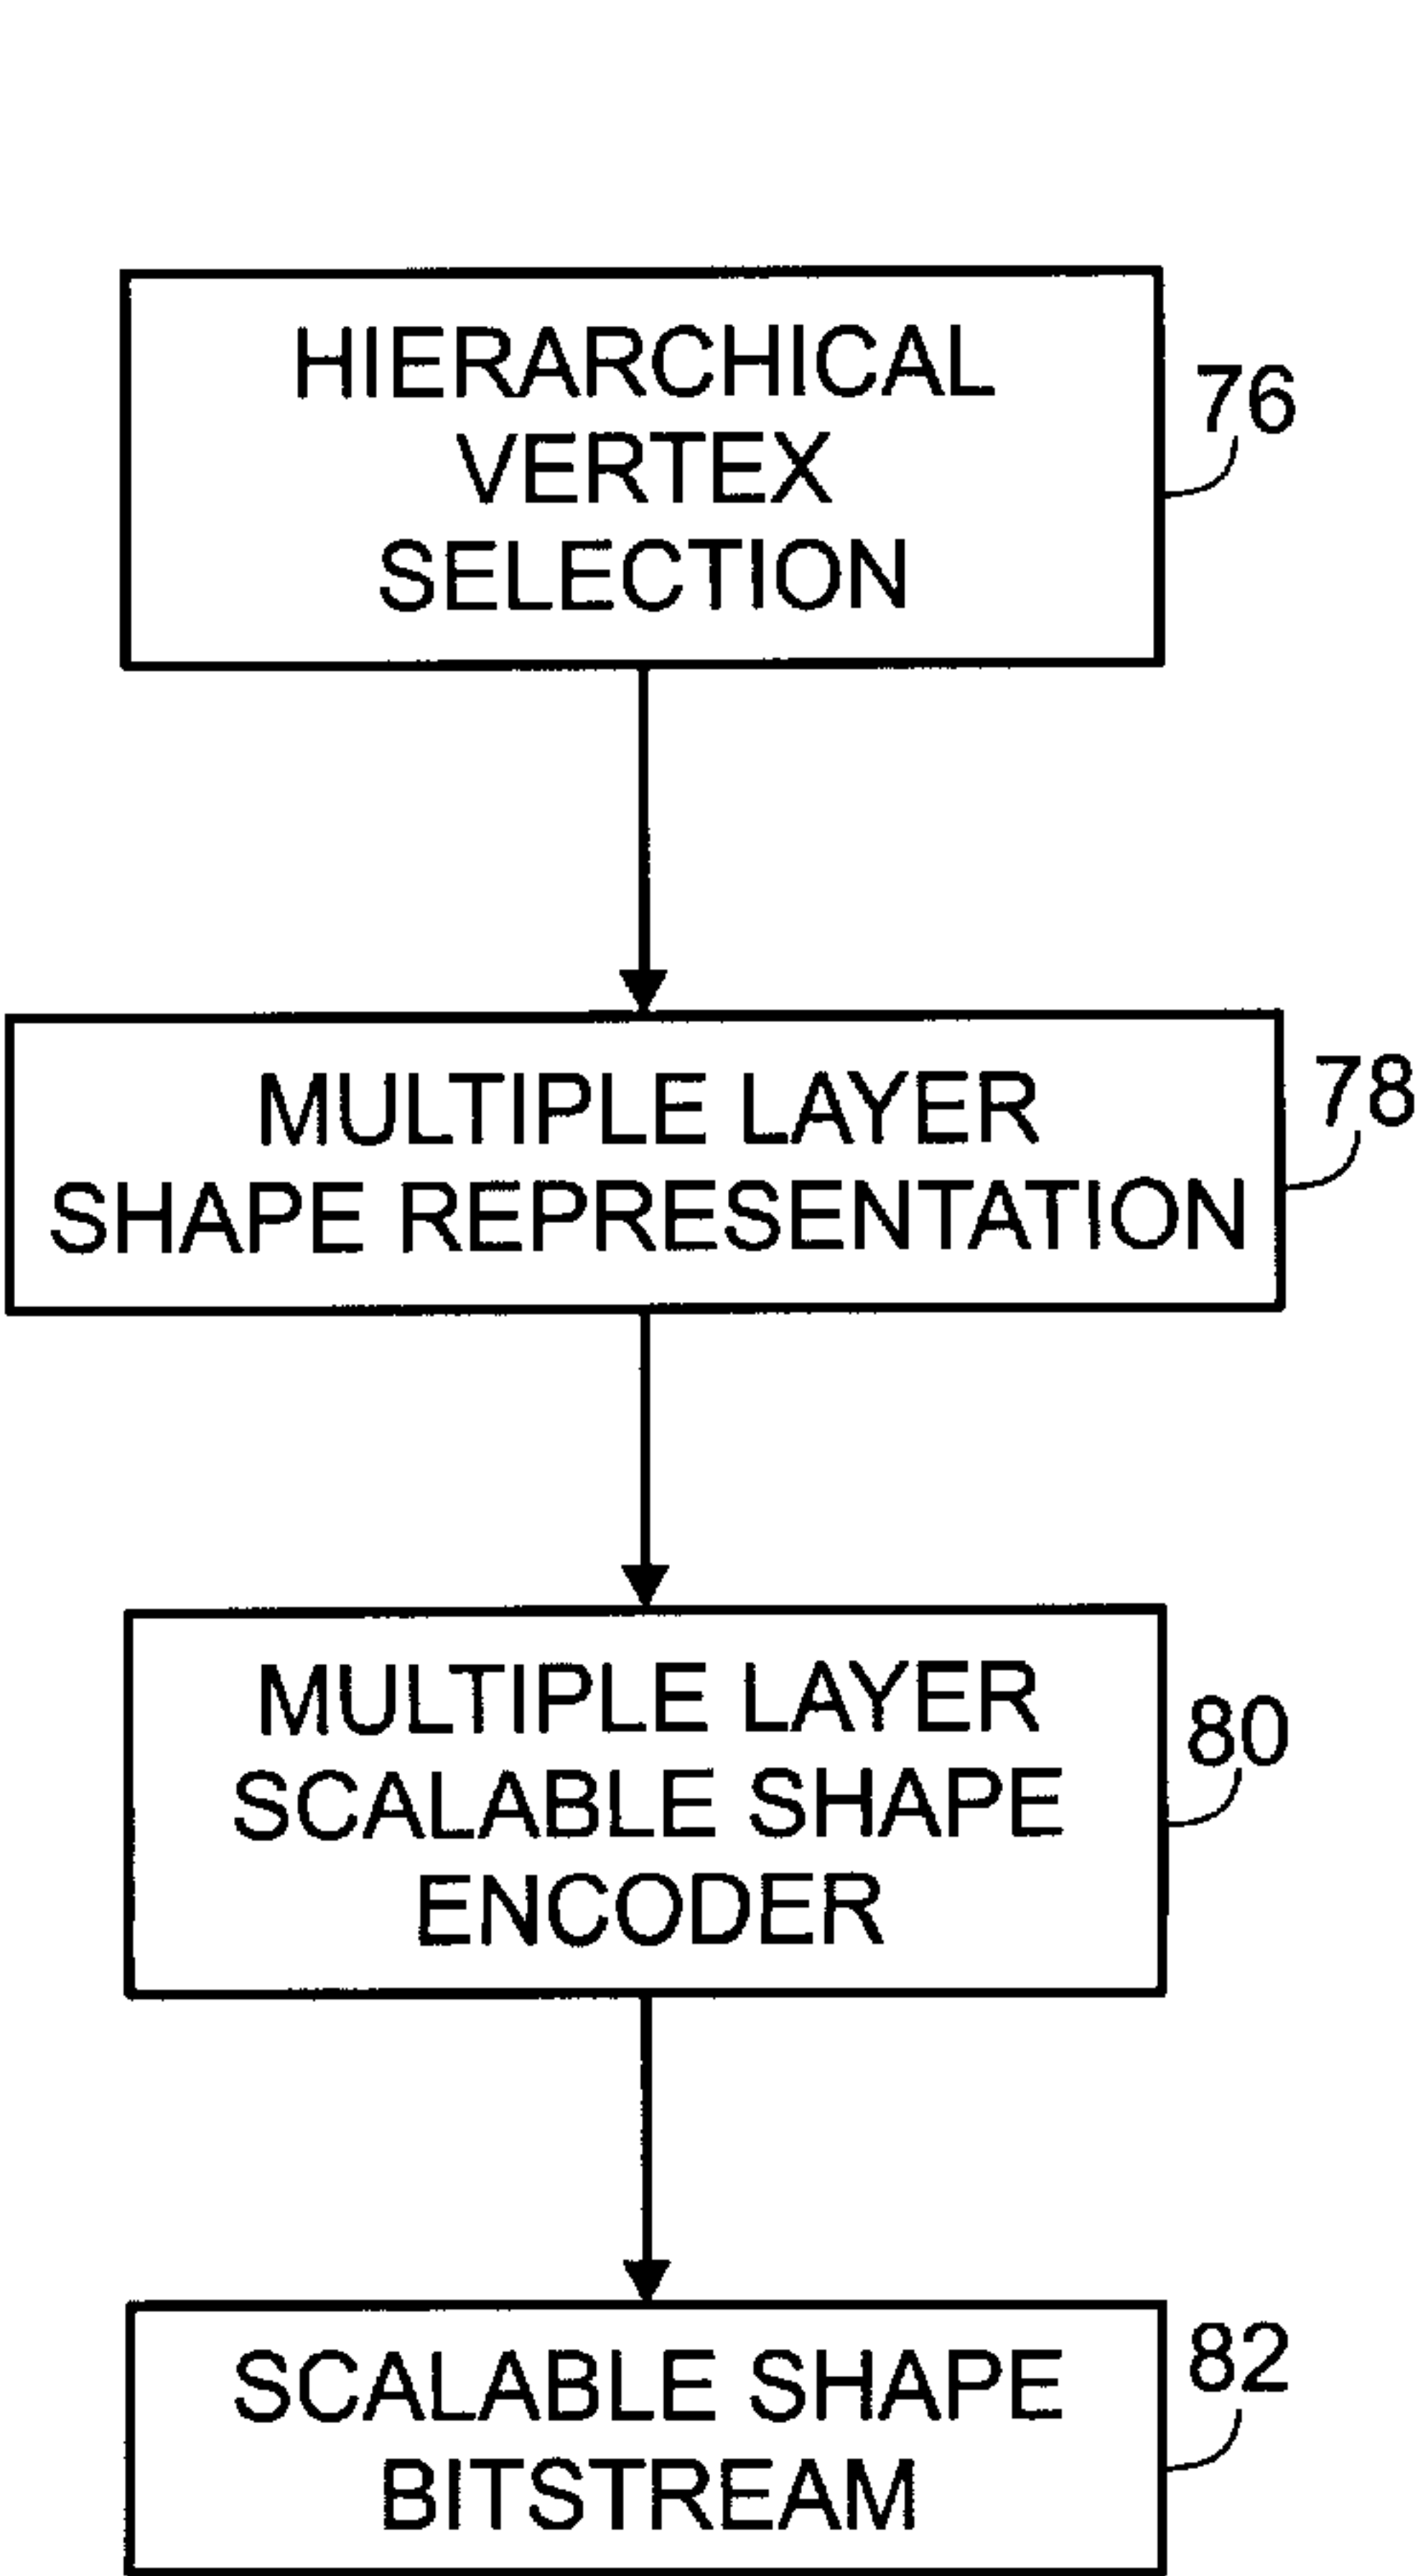 HIERARCHICAL
VERTEX
SELECTION
76
MULTIPLE LAYER
SHAPE REPRESENTATION
78
MULTIPLE LAYER
SCALABLE SHAPE
ENCODER
80
SCALABLE SHAPE
BITSTREAM
82